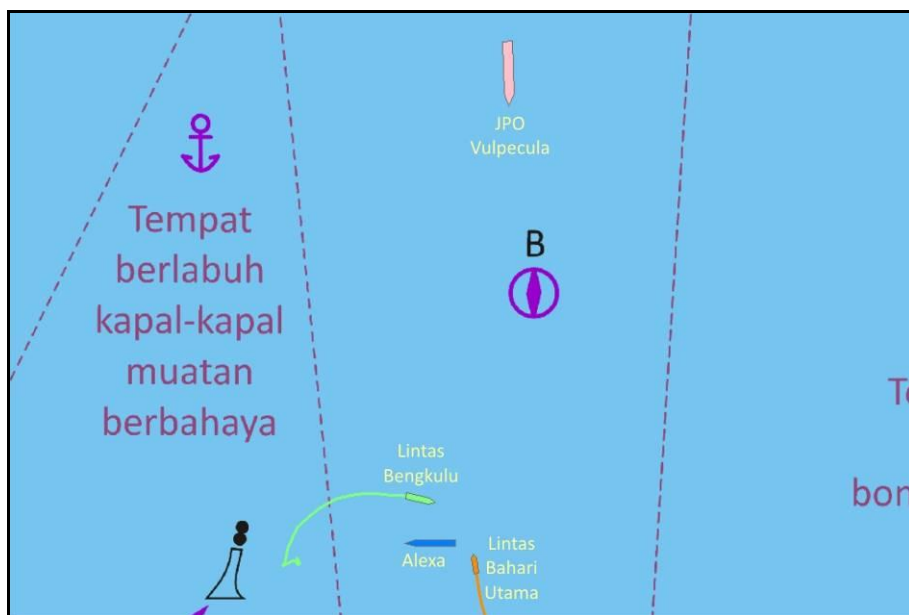 JPO
Vulpecula
B
Tempat
berlabuh
kapal-kapal
muatan
berbahaya
Lintas
Bengkulu
Alexa
Lintas
Bahari
Utama